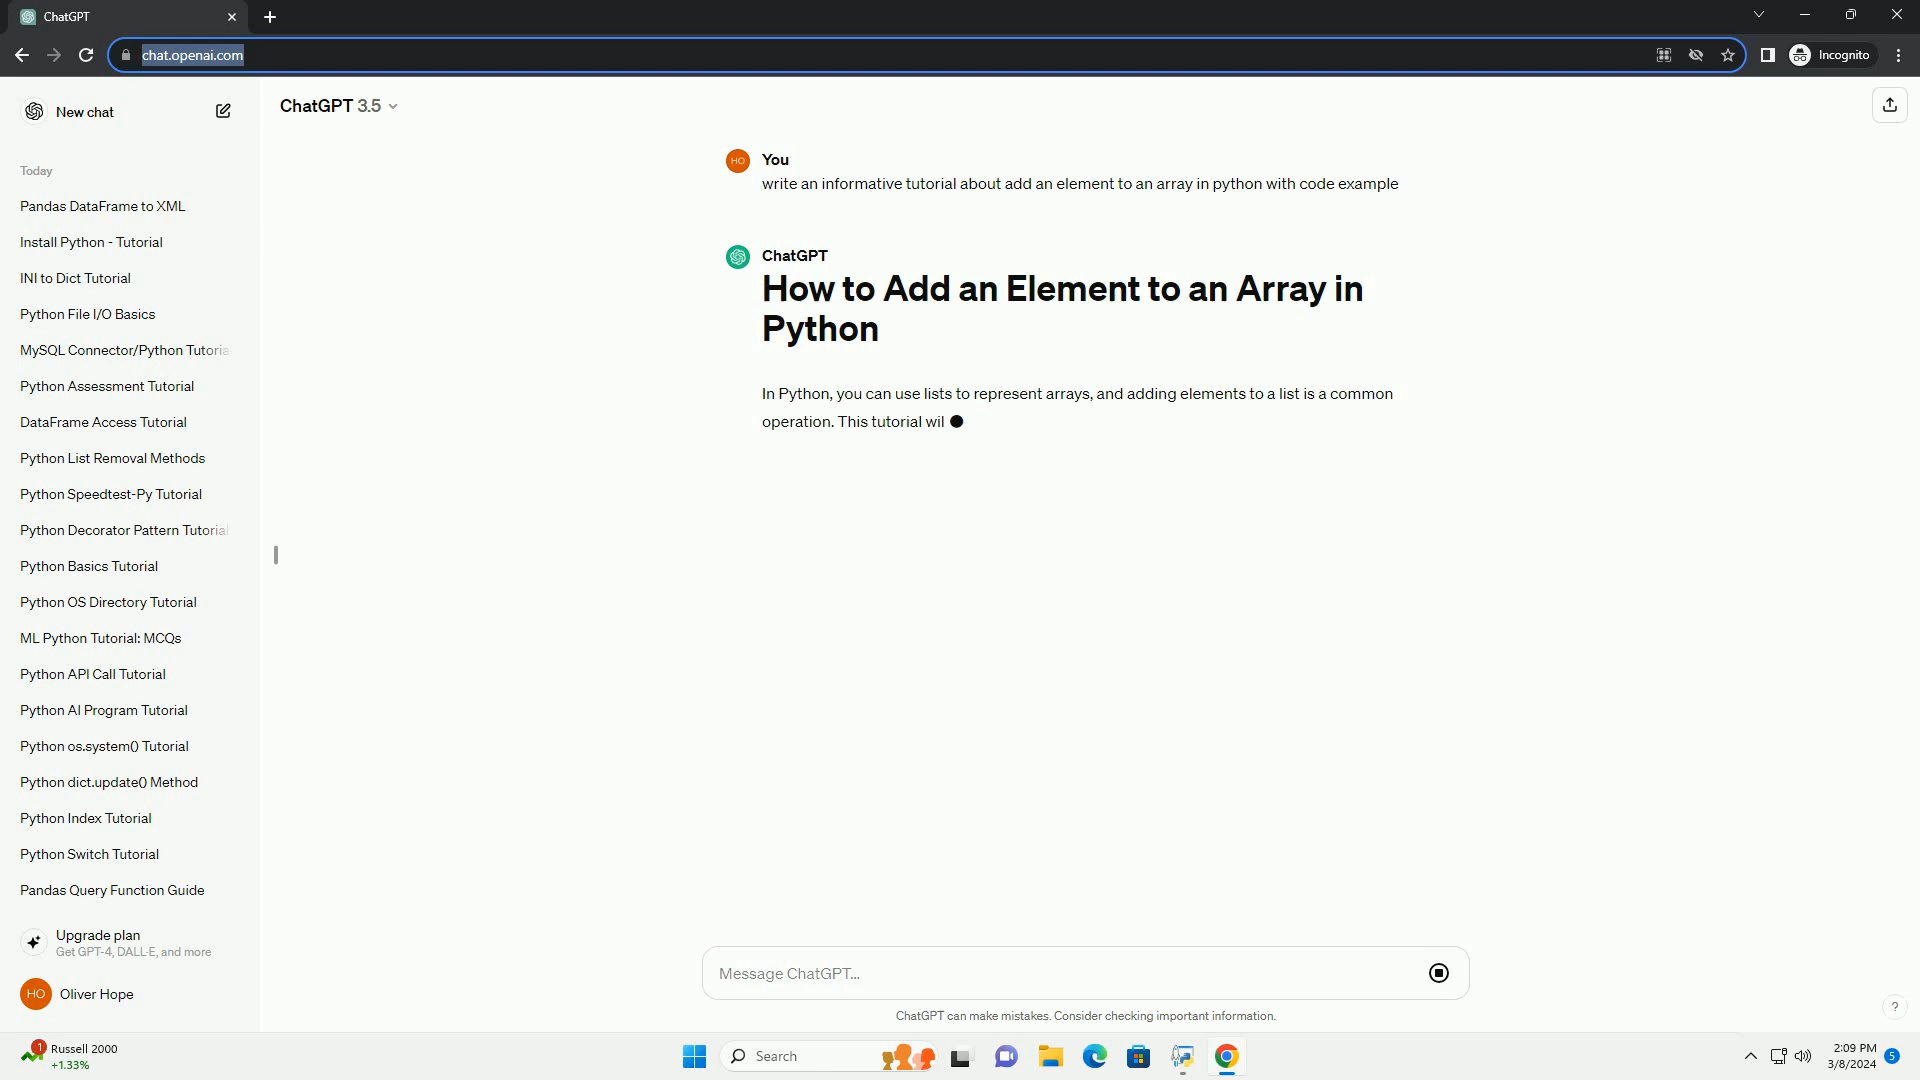 ChatGPT
chat.openai.com
Incognito
New chat
ChatGPT 3.5
Today
Pandas DataFrame to XML
Install Python - Tutorial
INI to Dict Tutorial
Python File I/O Basics
MySQL Connector/Python Tutoria
Python Assessment Tutorial
DataFrame Access Tutorial
Python List Removal Methods
Python Speedtest-Py Tutorial
Python Decorator Pattern Tutorial
Python Basics Tutorial
Python OS Directory Tutorial
ML Python Tutorial: MCQs
Python API Call Tutorial
Python AI Program Tutorial
Python os.system() Tutorial
Python dict.update() Method
Python Index Tutorial
Python Switch Tutorial
Pandas Query Function Guide
Upgrade plan
Get GPT-4, DALL·E, and more
HO Oliver Hope
HO You
write an informative tutorial about add an element to an array in python with code example
ChatGPT
How to Add an Element to an Array in
Python
In Python, you can use lists to represent arrays, and adding elements to a list is a common
operation. This tutorial wil
Message ChatGPT...
ChatGPT can make mistakes. Consider checking important information.
?
1 Russell 2000
+1.33%
Search
2:09 PM
3/8/2024
5